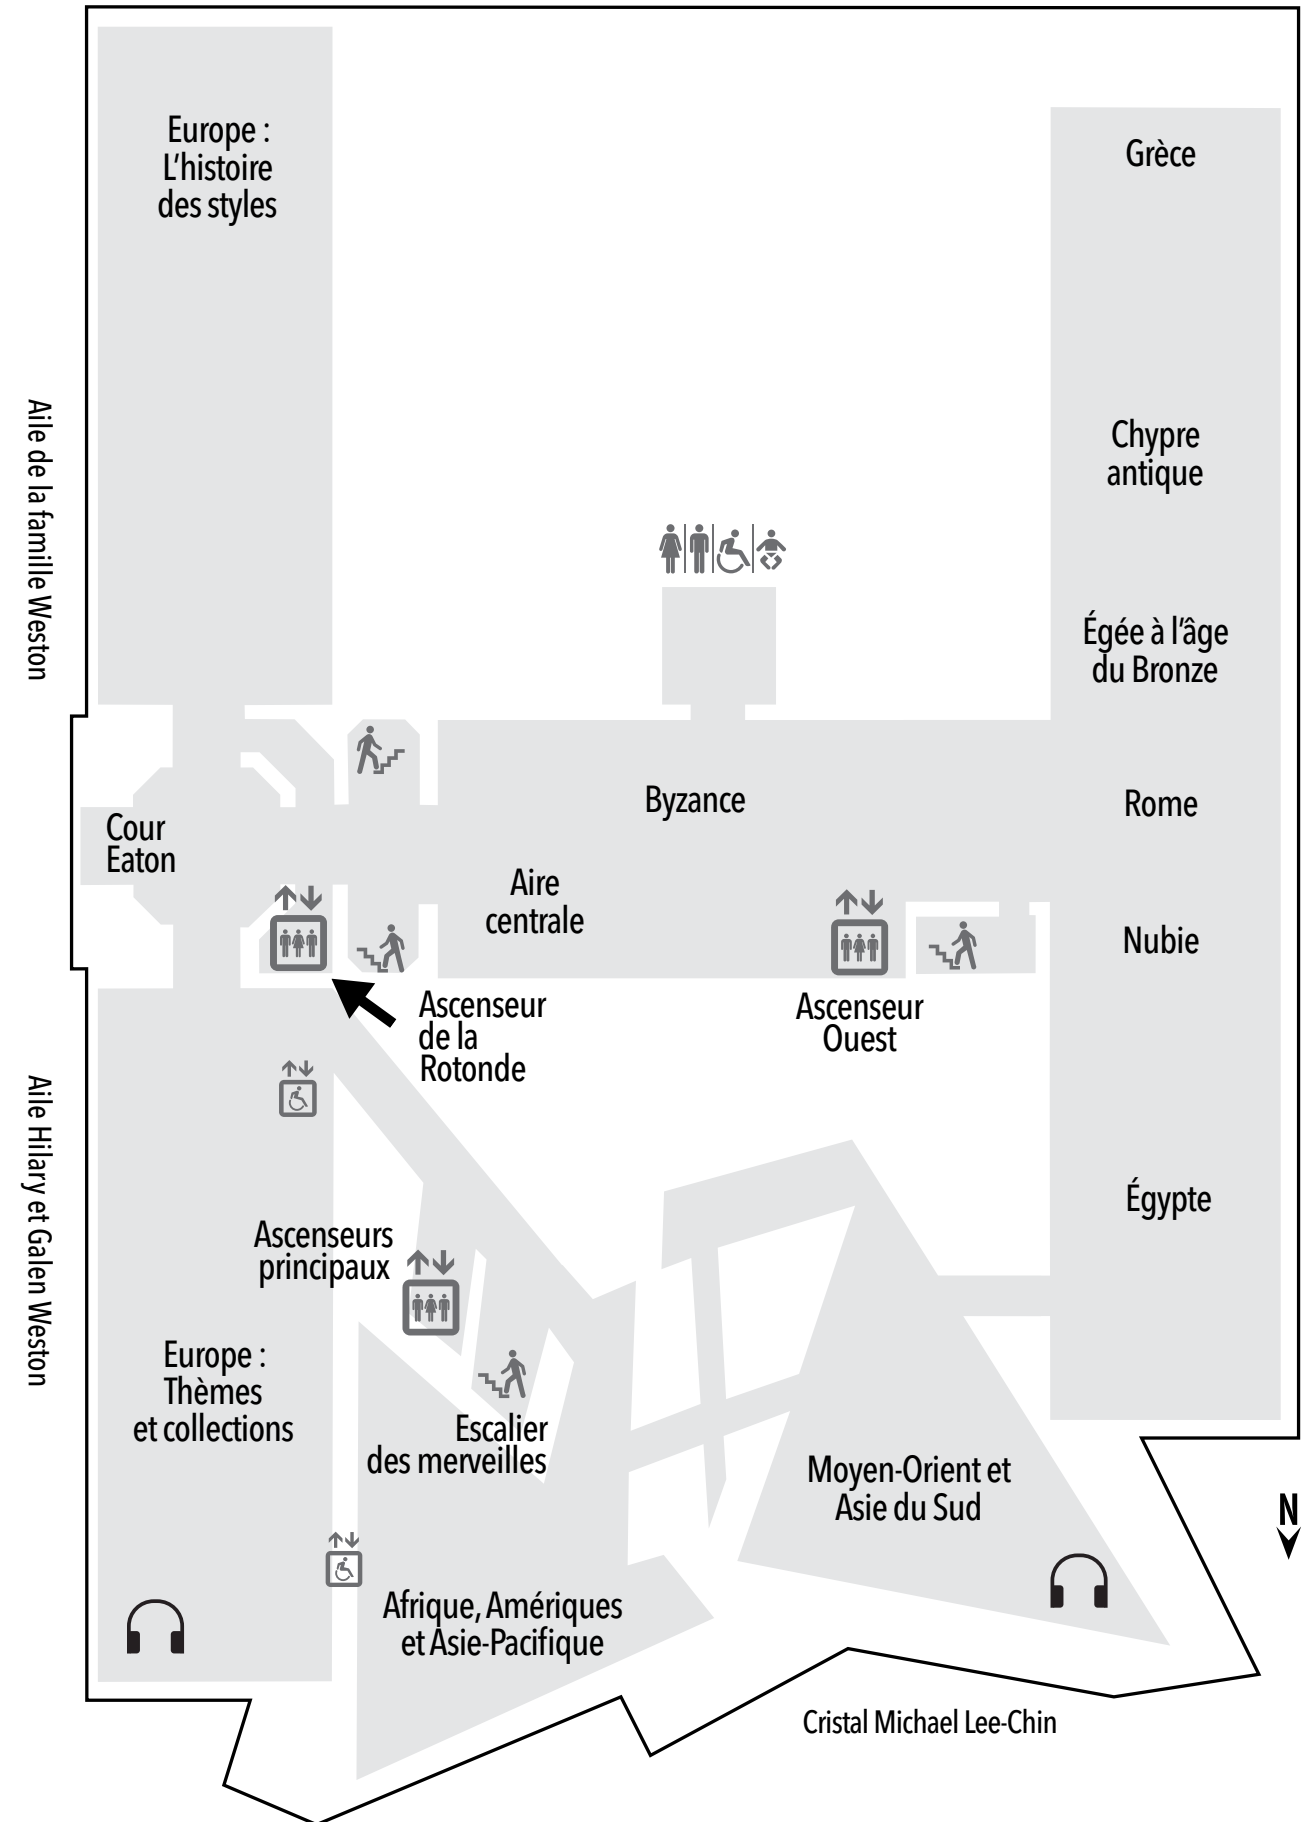 Europe :
L'histoire
des styles
Grèce
Chypre
antique
Aile de la famille Weston
Égée à l'âge
du Bronze
Byzance
Rome
Cour
Eaton
Aire
centrale
Nubie
Ascenseur
de la
Rotonde
Ascenseur
Ouest
Aile Hilary et Galen Weston
Égypte
Ascenseurs
principaux
Europe :
Thèmes
et collections
Escalier
des merveilles
Moyen-Orient et
Asie du Sud
N
Afrique, Amériques
et Asie-Pacifique
Cristal Michael Lee-Chin